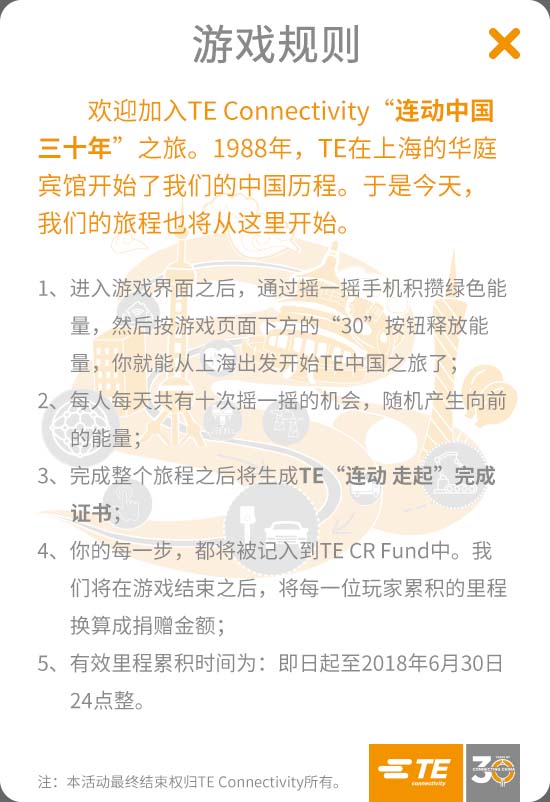 游戏规则
欢迎加入TE Connectivity“连动中国
三十年”之旅。1988年，TE在上海的华庭
宾馆开始了我们的中国历程。于是今天，
我们的旅程也将从这里开始。
1、进入游戏界面之后，通过摇一摇手机积攒绿色能
量，然后按游戏页面下方的“30”按钮释放能
量，你就能从上海出发开始TE中国之旅了；
2、每人每天共有十次摇一摇的机会，随机产生向前
的能量；
3、完成整个旅程之后将生成TE“连动 走起”完成
证书；
4、你的每一步，都将被记入到TE CR Fund中。我
们将在游戏结束之后，将每一位玩家累积的里程
换算成捐赠金额；
5、有效里程累积时间为：即日起至2018年6月30日
24点整。
注：本活动最终结束权归TE Connectivity所有。
TE
connectivity
30
YEARS OF
CONNECTING CHINA